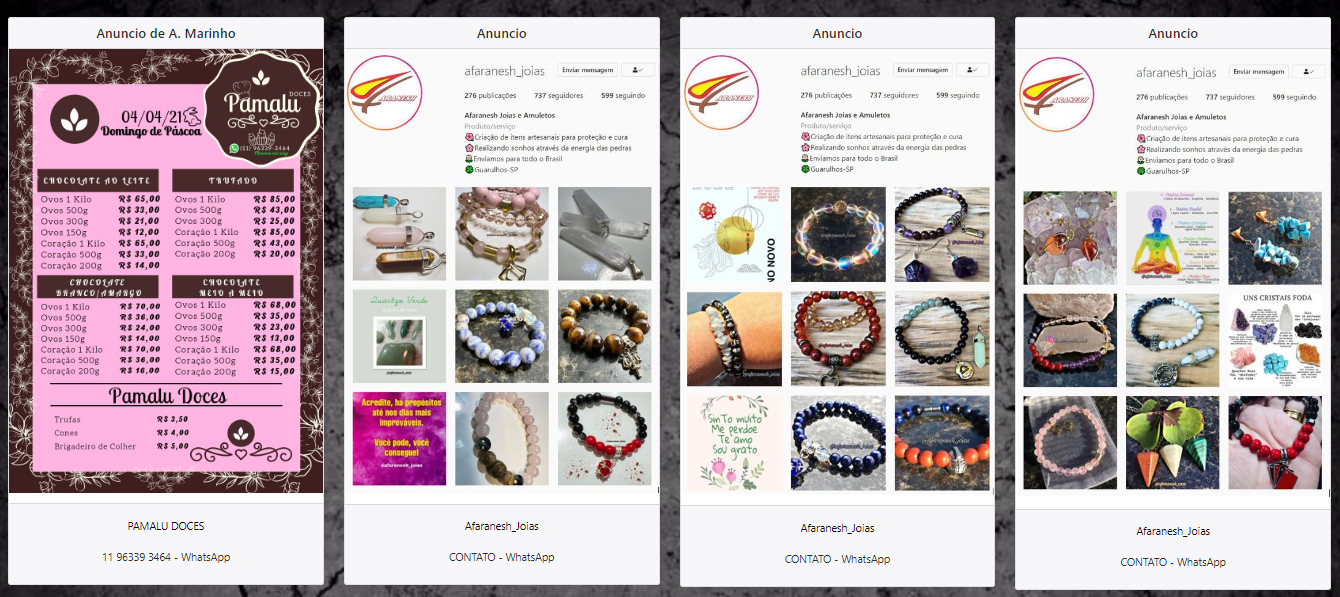 Anuncio de A. Marinho
Pamalu
DOCES
(11) 96339-3464
04/04/21
Domingo de Páscoa
CHOCOLATE AO LEITE
Ovos 1 Kilo R$ 65,00
Ovos 500g R$ 33,00
Ovos 300g R$ 21,00
Ovos 150g R$ 12,00
Coração 1 Kilo R$ 65,00
Coração 500g R$ 33,00
Coração 200g R$ 14,00
TRUFADO
Ovos 1 Kilo R$ 85,00
Ovos 500g R$ 43,00
Ovos 300g R$ 25,00
Coração 1 Kilo R$ 85,00
Coração 500g R$ 43,00
Coração 200g R$ 20,00
CHOCOLATE
BRANCO/AMARGO
Ovos 1 Kilo R$ 70,00
Ovos 500g R$ 36,00
Ovos 300g R$ 24,00
Ovos 150g R$ 14,00
Coração 1 Kilo R$ 70,00
Coração 500g R$ 36,00
Coração 200g R$ 16,00
CHOCOLATE
MEIO A MEIO
Ovos 1 Kilo R$ 68,00
Ovos 500g R$ 35,00
Ovos 300g R$ 23,00
Ovos 150g R$ 13,00
Coração 1 Kilo R$ 68,00
Coração 500g R$ 35,00
Coração 200g R$ 15,00
Pamalu Doces
Trufas R$ 3,50
Cones R$ 4,00
Brigadeiro de Colher R$ 5,00
PAMALU DOCES
11 96339 3464 - WhatsApp
Anuncio
FARANESH
afaranesh_joias Enviar mensagem
276 publicações 737 seguidores 599 seguindo
Afaranesh Joias e Amuletos
Produto/serviço
Criação de itens artesanais para proteção e cura
Realizando sonhos através da energia das pedras
Enviamos para todo o Brasil
Guarulhos-SP
Quartzo Verde
@afaranesh_joias
Acredite, há propósitos
até nos dias mais
improváveis.
Você pode, você
consegue!
@afaranesh_joias
Afaranesh_Joias
CONTATO - WhatsApp
Anuncio
FARANESH
afaranesh_joias Enviar mensagem
276 publicações 737 seguidores 599 seguindo
Afaranesh Joias e Amuletos
Produto/serviço
Criação de itens artesanais para proteção e cura
Realizando sonhos através da energia das pedras
Enviamos para todo o Brasil
Guarulhos-SP
NO NOVO
Sinto muito
Me perdoe
Te amo
Sou grato
Afaranesh_Joias
CONTATO - WhatsApp
Anuncio
FARANESH
afaranesh_joias Enviar mensagem
276 publicações 737 seguidores 599 seguindo
Afaranesh Joias e Amuletos
Produto/serviço
Criação de itens artesanais para proteção e cura
Realizando sonhos através da energia das pedras
Enviamos para todo o Brasil
Guarulhos-SP
UNS CRISTAIS FODA
Afaranesh_Joias
CONTATO - WhatsApp